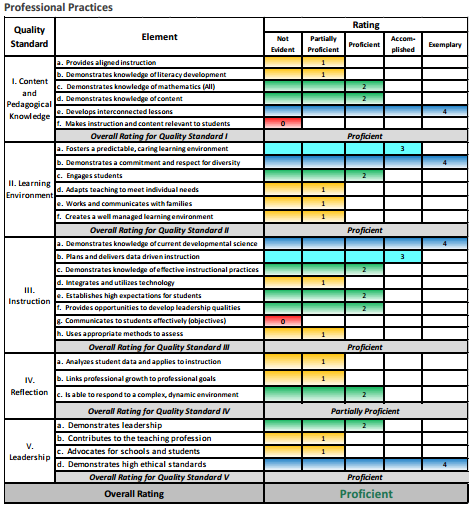 Professional Practices
Quality Standard
Element
Rating
Not Evident
Partially Proficient
Proficient
Accom-plished
Exemplary
I. Content and Pedagogical Knowledge
a. Provides aligned instruction 1
b. Demonstrates knowledge of literacy development 1
c. Demonstrates knowledge of mathematics (All) 2
d. Demonstrates knowledge of content 2
e. Develops interconnected lessons 4
f. Makes instruction and content relevant to students 0
Overall Rating for Quality Standard I Proficient
II. Learning Environment
a. Fosters a predictable, caring learning environment 3
b. Demonstrates a commitment and respect for diversity 4
c. Engages students 2
d. Adapts teaching to meet individual needs 1
e. Works and communicates with families 1
f. Creates a well managed learning environment 1
Overall Rating for Quality Standard II Proficient
III. Instruction
a. Demonstrates knowledge of current developmental science 4
b. Plans and delivers data driven instruction 3
c. Demonstrates knowledge of effective instructional practices 2
d. Integrates and utilizes technology 1
e. Establishes high expectations for students 2
f. Provides opportunities to develop leadership qualities 2
g. Communicates to students effectively (objectives) 0
h. Uses appropriate methods to assess 1
Overall Rating for Quality Standard III Proficient
IV. Reflection
a. Analyzes student data and applies to instruction 1
b. Links professional growth to professional goals 1
c. Is able to respond to a complex, dynamic environment 2
Overall Rating for Quality Standard IV Partially Proficient
V. Leadership
a. Demonstrates leadership 2
b. Contributes to the teaching profession 1
c. Advocates for schools and students 1
d. Demonstrates high ethical standards 4
Overall Rating for Quality Standard V Proficient
Overall Rating Proficient